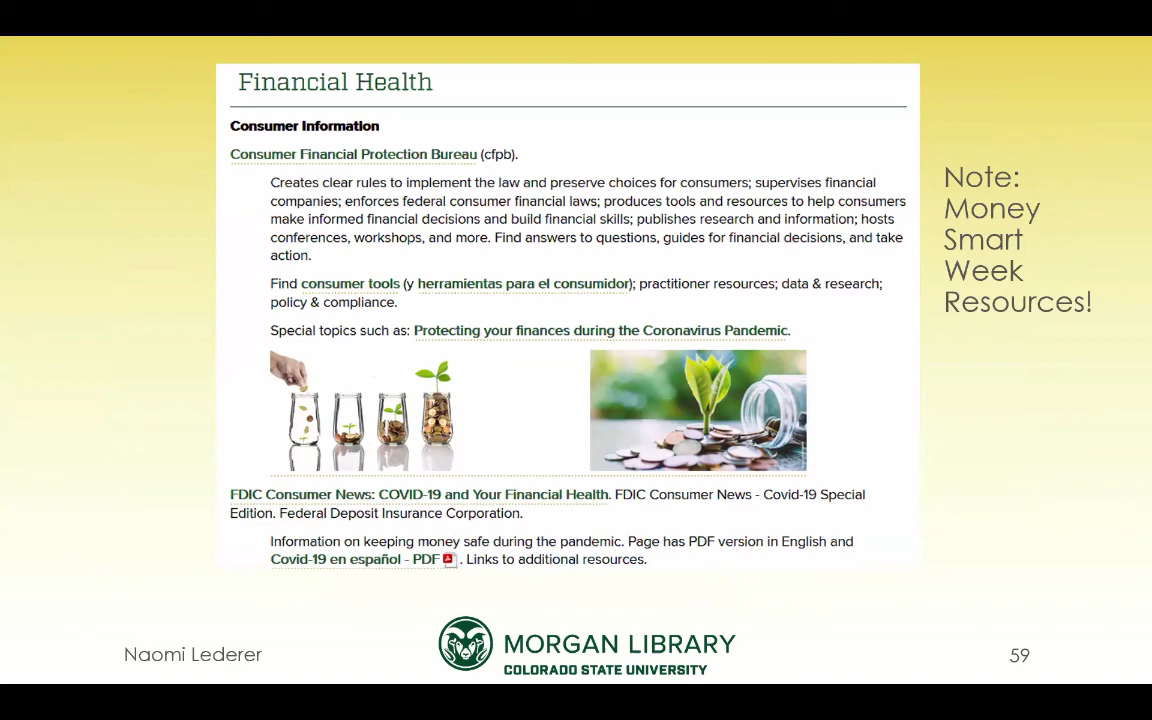 Financial Health
Consumer Information
Consumer Financial Protection Bureau (cfpb).
Creates clear rules to implement the law and preserve choices for consumers; supervises financial
companies; enforces federal consumer financial laws; produces tools and resources to help consumers
make informed financial decisions and build financial skills; publishes research and information; hosts
conferences, workshops, and more. Find answers to questions, guides for financial decisions, and take
action.
Find consumer tools (y herramientas para el consumidor); practitioner resources; data & research;
policy & compliance.
Special topics such as: Protecting your finances during the Coronavirus Pandemic.
FDIC Consumer News: COVID-19 and Your Financial Health. FDIC Consumer News - Covid-19 Special
Edition. Federal Deposit Insurance Corporation.
Information on keeping money safe during the pandemic. Page has PDF version in English and
Covid-19 en español - PDF . Links to additional resources.
Note:
Money
Smart
Week
Resources!
Naomi Lederer
MORGAN LIBRARY
COLORADO STATE UNIVERSITY
59